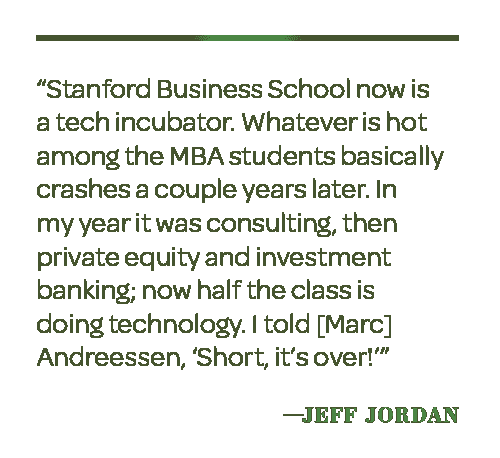 “Stanford Business School now is
a tech incubator. Whatever is hot
among the MBA students basically
crashes a couple years later. In
my year it was consulting, then
private equity and investment
banking; now half the class is
doing technology. I told [Marc]
Andreessen, ‘Short, it’s over!’”
—JEFF JORDAN